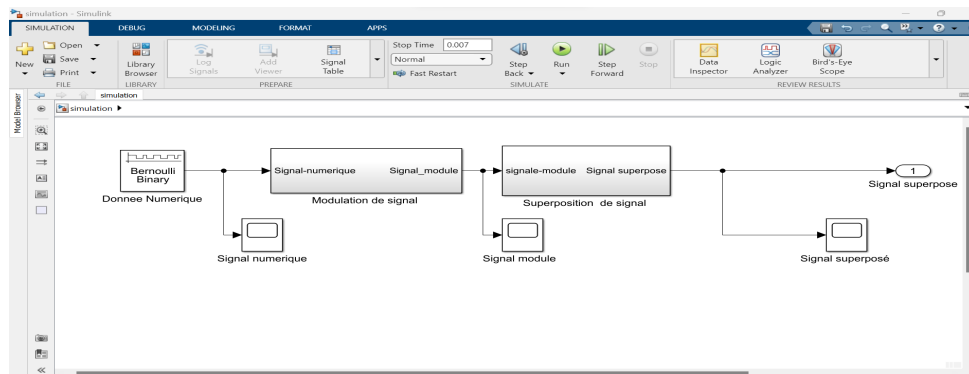 simulation - Simulink
SIMULATION DEBUG MODELING FORMAT APPS
New
Open
Save
Print
FILE
Library
Browser
LIBRARY
Log
Signals
Add
Viewer
Signal
Table
PREPARE
Stop Time 0.007
Normal
Fast Restart
Step
Back
Run
Step
Forward
Stop
SIMULATE
Data
Inspector
Logic
Analyzer
Bird's-Eye
Scope
REVIEW RESULTS
Model Browser
simulation
simulation
Bernoulli
Binary
Donnee Numerique
Signal-numerique Signal_module
Modulation de signal
signale-module Signal superpose
Superposition de signal
1
Signal superpose
Signal numerique
Signal module
Signal superposé